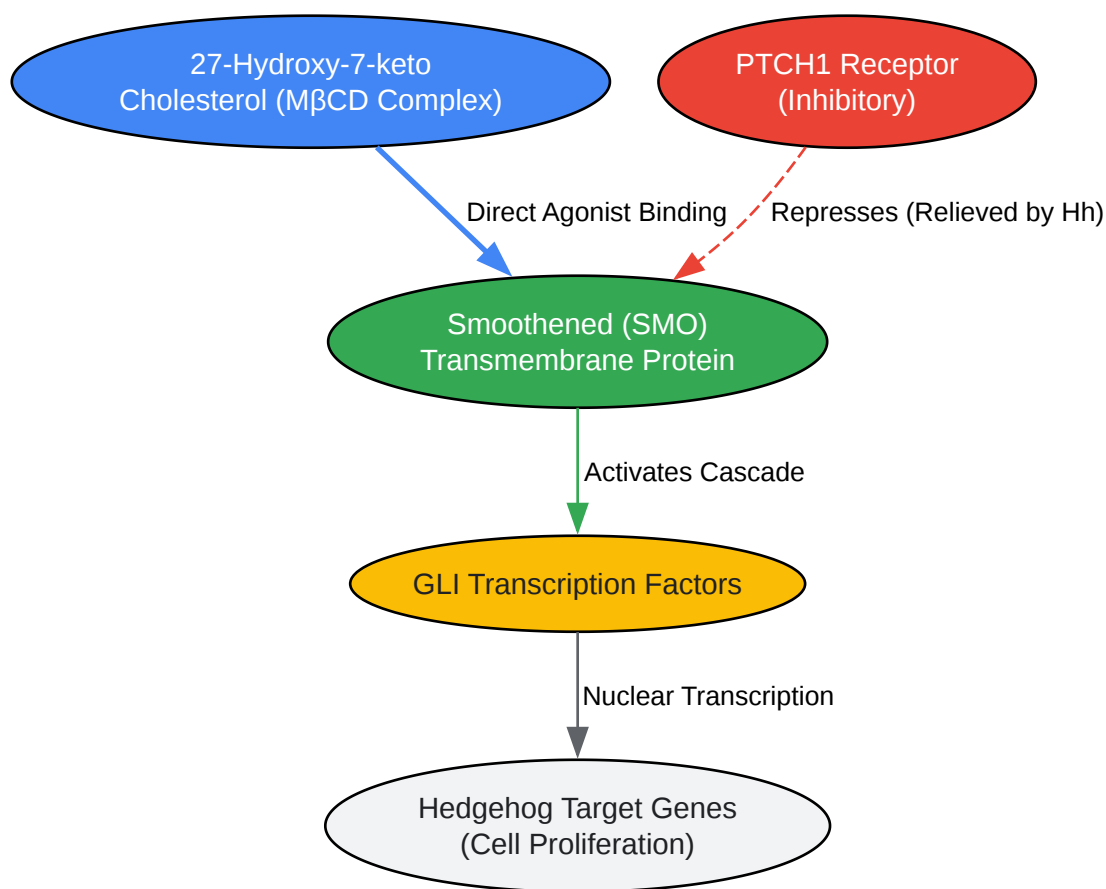 27-Hydroxy-7-keto
Cholesterol (MβCD Complex)
PTCH1 Receptor
(Inhibitory)
Direct Agonist Binding
Represses (Relieved by Hh)
Smoothened (SMO)
Transmembrane Protein
Activates Cascade
GLI Transcription Factors
Nuclear Transcription
Hedgehog Target Genes
(Cell Proliferation)